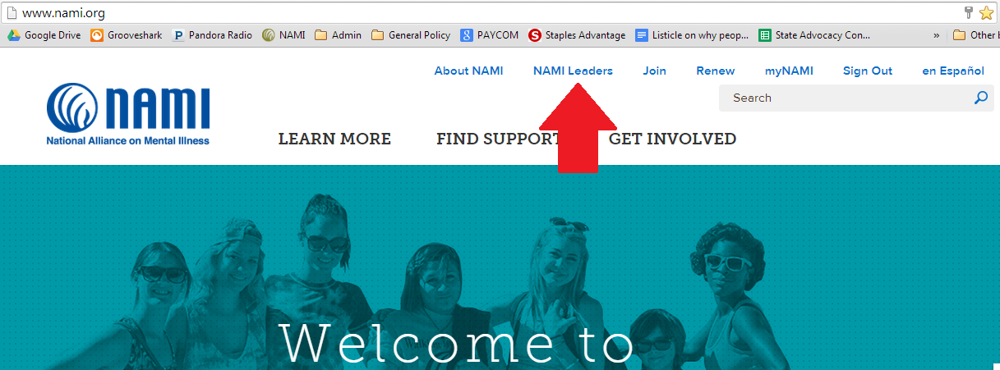 www.nami.org
Google Drive Grooveshark Pandora Radio NAMI Admin General Policy PAYCOM Staples Advantage Listicle on why peop... State Advocacy Con... » Other
About NAMI NAMI Leaders Join Renew myNAMI Sign Out en Español
Search
nami
National Alliance on Mental Illness
LEARN MORE FIND SUPPORT GET INVOLVED
Welcome to